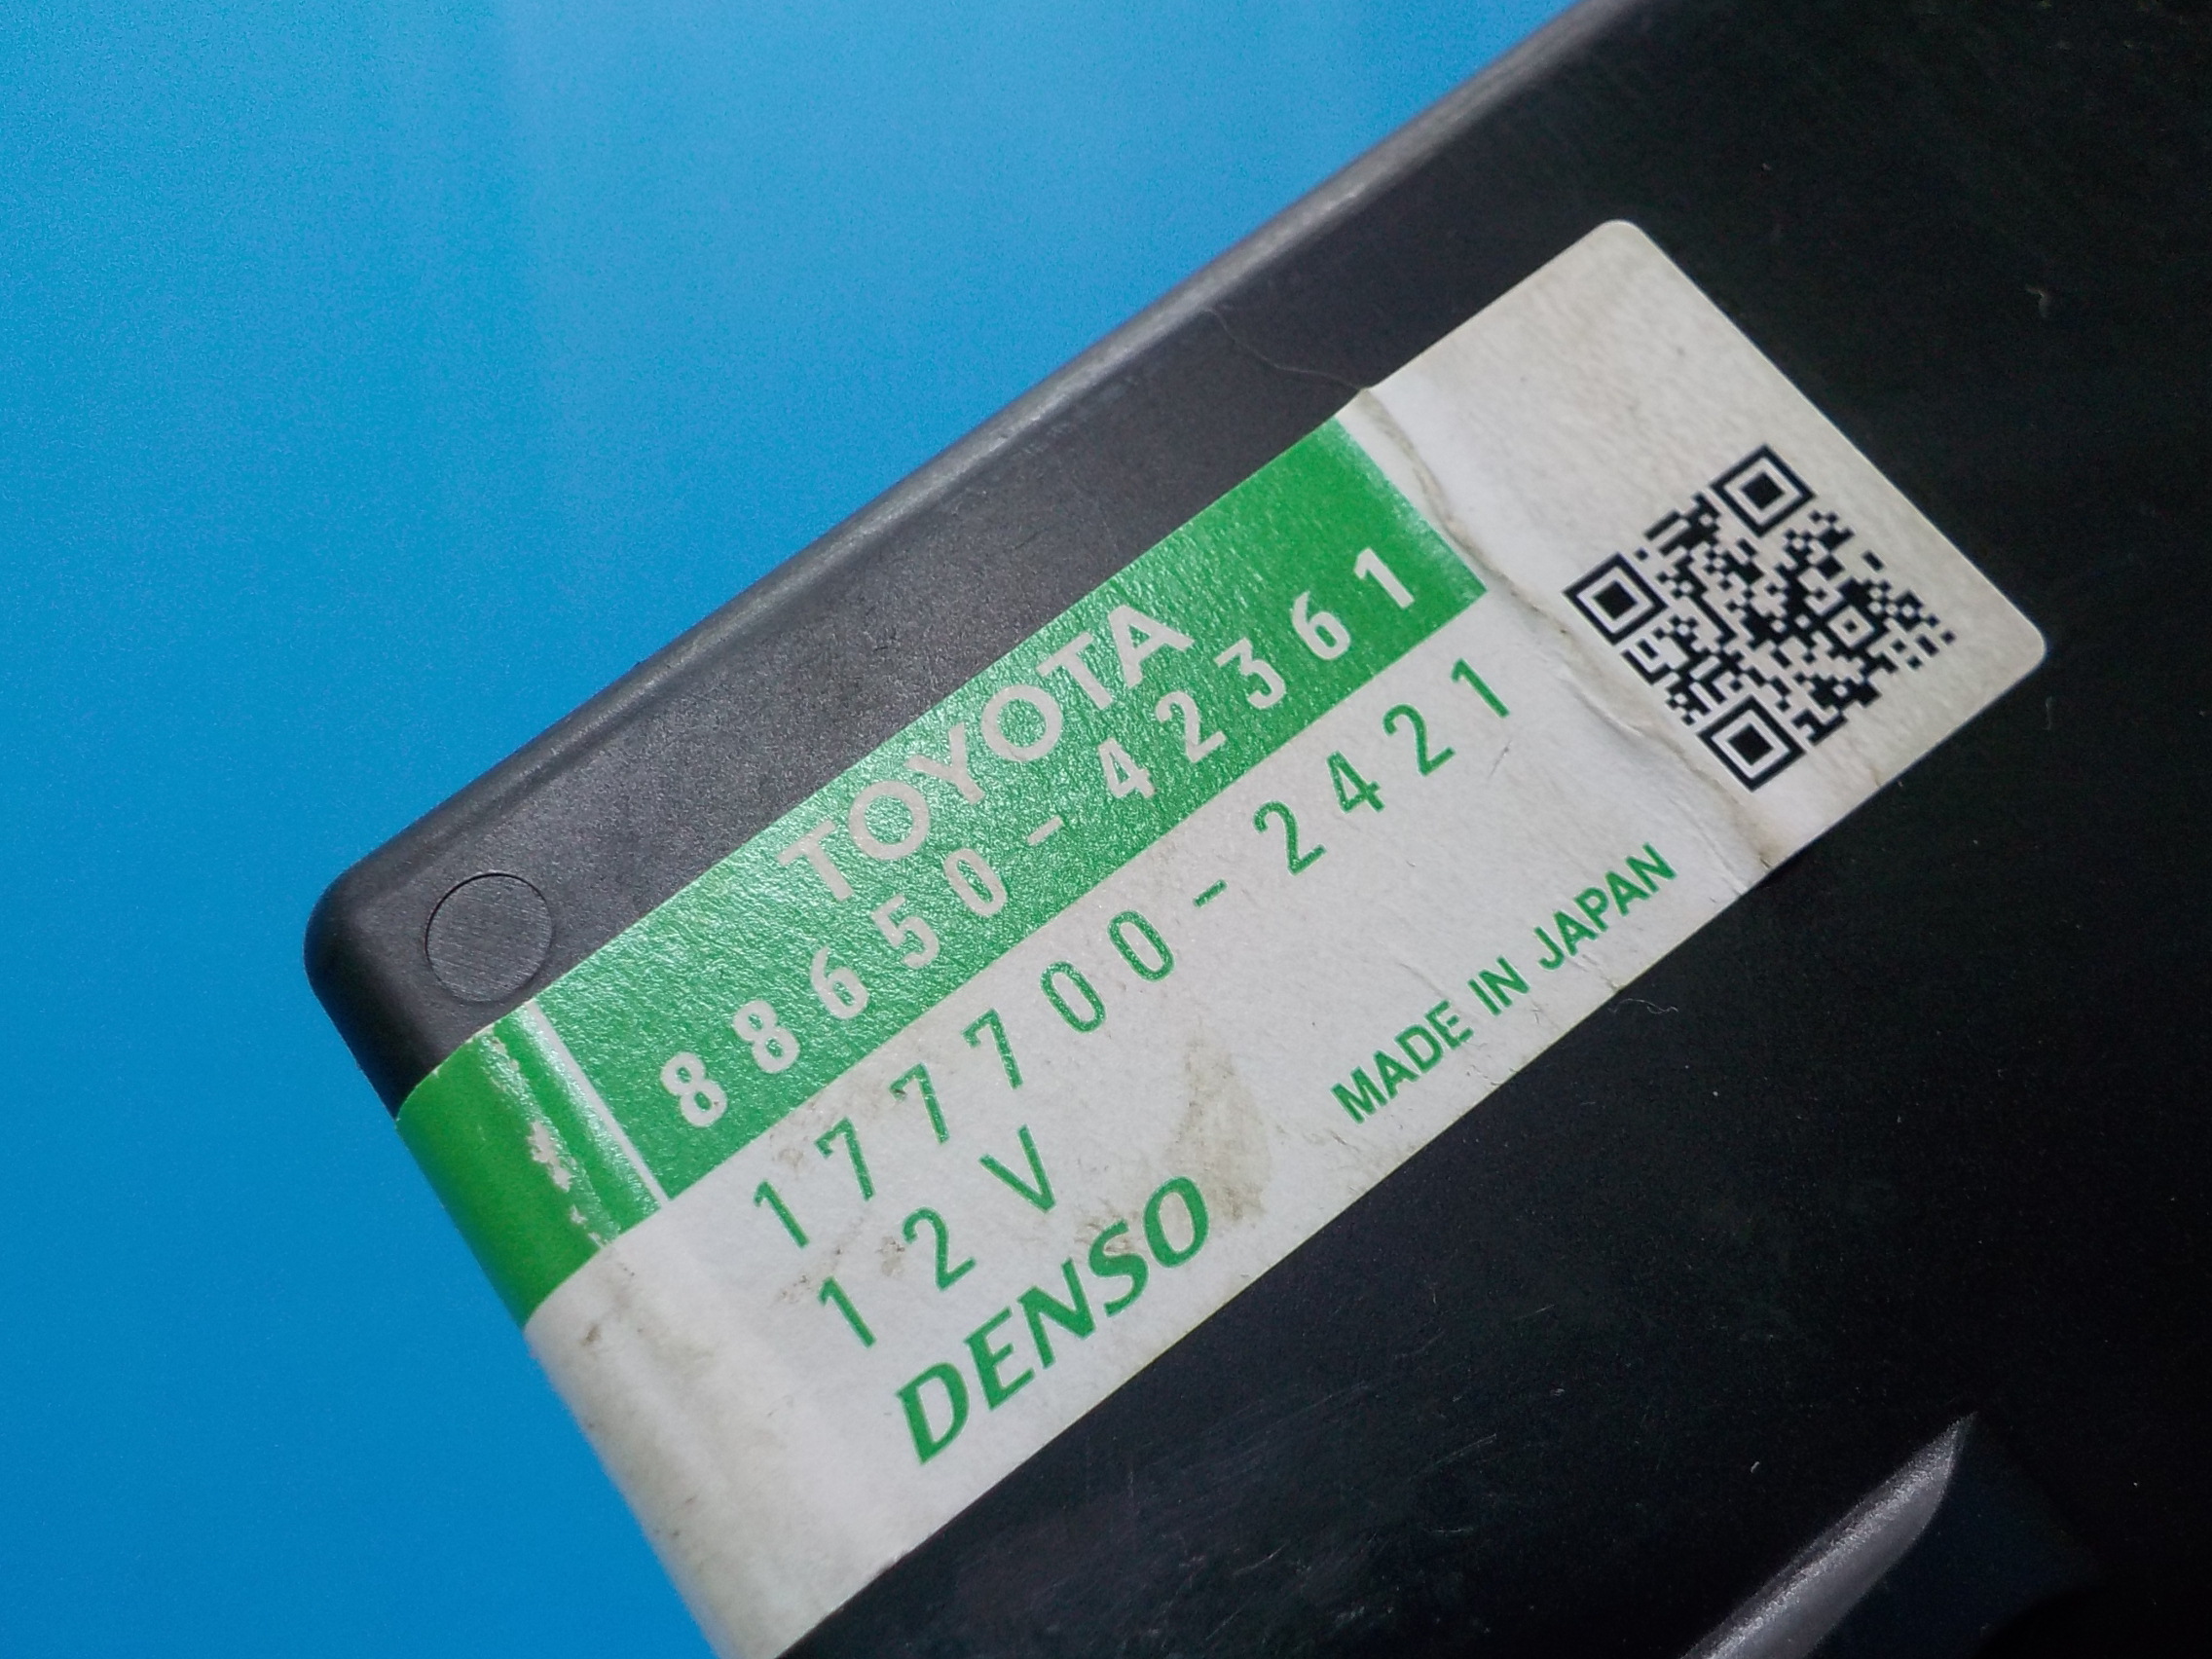 TOYOTA
88650-42361
177700-2421
12V
DENSO
MADE IN JAPAN